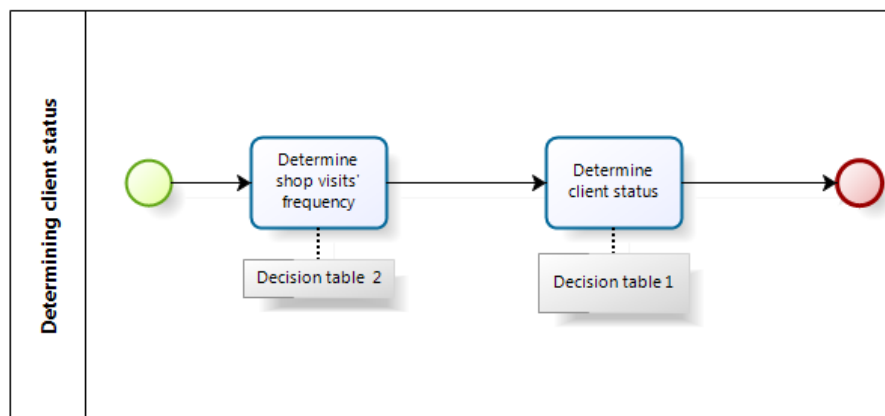 Determining client status
Determine
shop visits'
frequency
Determine
client status
Decision table 2
Decision table 1